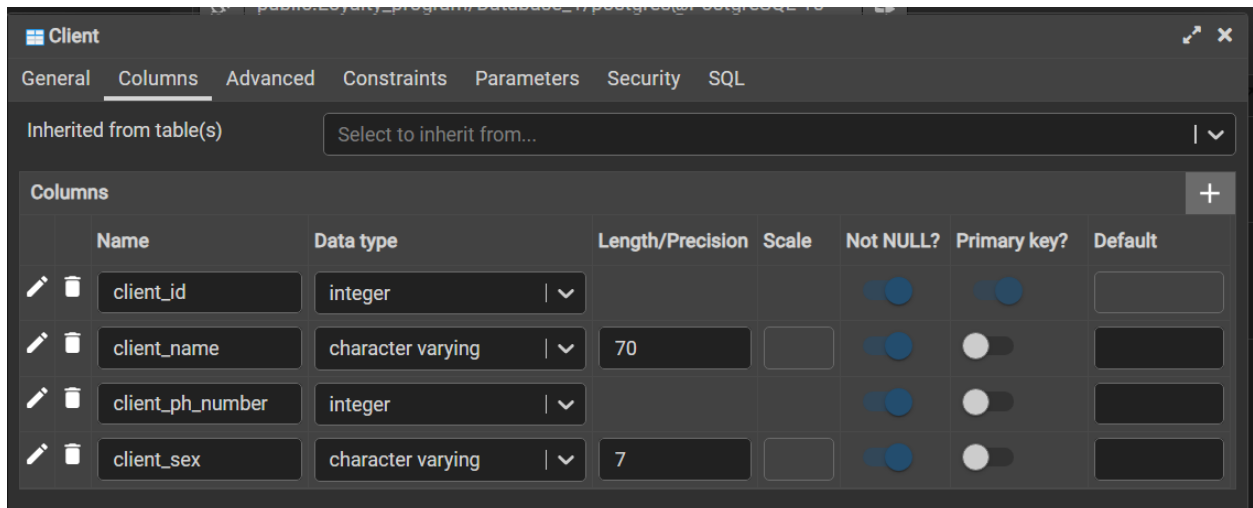 Client
General Columns Advanced Constraints Parameters Security SQL
Inherited from table(s) Select to inherit from...
Columns
Name Data type Length/Precision Scale Not NULL? Primary key? Default
client_id integer
client_name character varying 70
client_ph_number integer
client_sex character varying 7